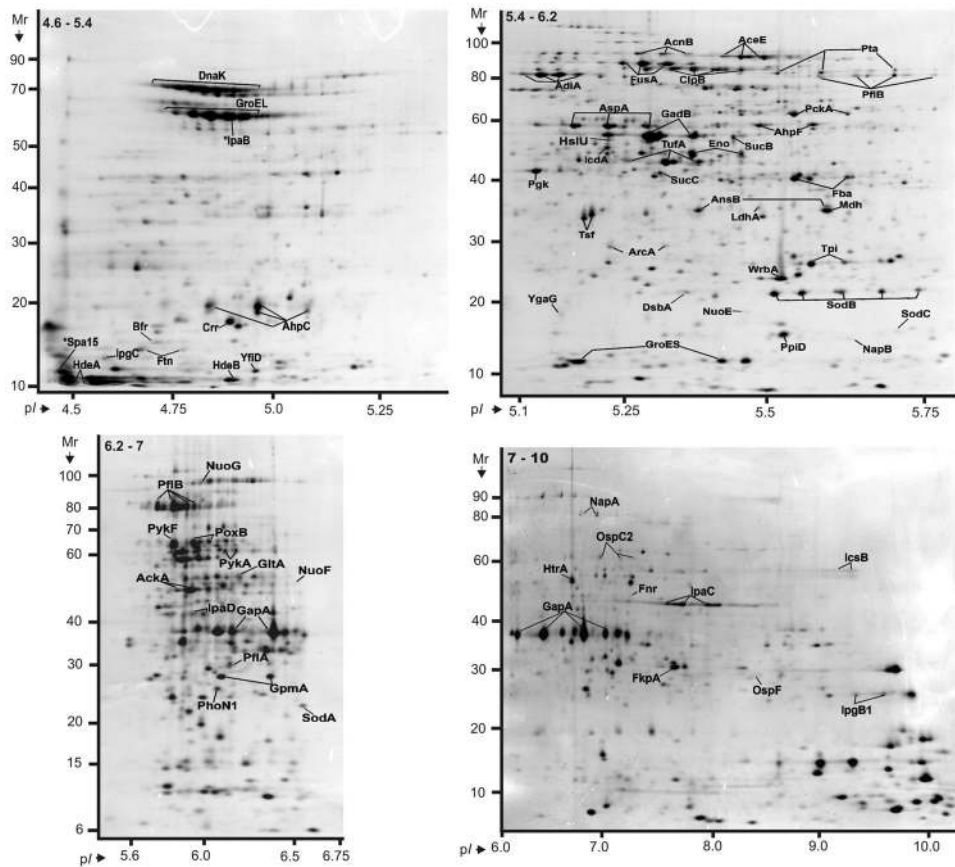 Mr
4.6 - 5.4
90
70
60
40
30
20
10
DnaK
GroEL
*IpaB
Bfr
Crr
AhpC
*Spa15
IpgC
Ftn
HdeA
HdeB
YfiD
pI
4.5
4.75
5.0
5.25
Mr
5.4 - 6.2
100
80
60
40
30
20
10
AcnB
AceE
Pta
AdiA
FusA
ClpB
PflB
PckA
AspA
GadB
AhpF
HslU
SucB
IcdA
TufA
Eno
Pgk
SucC
Fba
AnsB
Mdh
LdhA
Tsf
ArcA
Tpi
WrbA
YgaG
DsbA
NuoE
SodB
SodC
PpiD
NapB
GroES
pI
5.1
5.25
5.5
5.75
Mr
6.2 - 7
100
80
70
60
50
40
30
20
15
6
NuoG
PflB
PykF
PoxB
PykA
GltA
NuoF
AckA
IpaD
GapA
PflA
GpmA
PhoN1
SodA
pI
5.6
6.0
6.5
6.75
Mr
7 - 10
90
60
40
30
20
10
NapA
OspC2
IcsB
HtrA
Fnr
IpaC
GapA
FkpA
OspF
IpgB1
pI
6.0
7.0
8.0
9.0
10.0